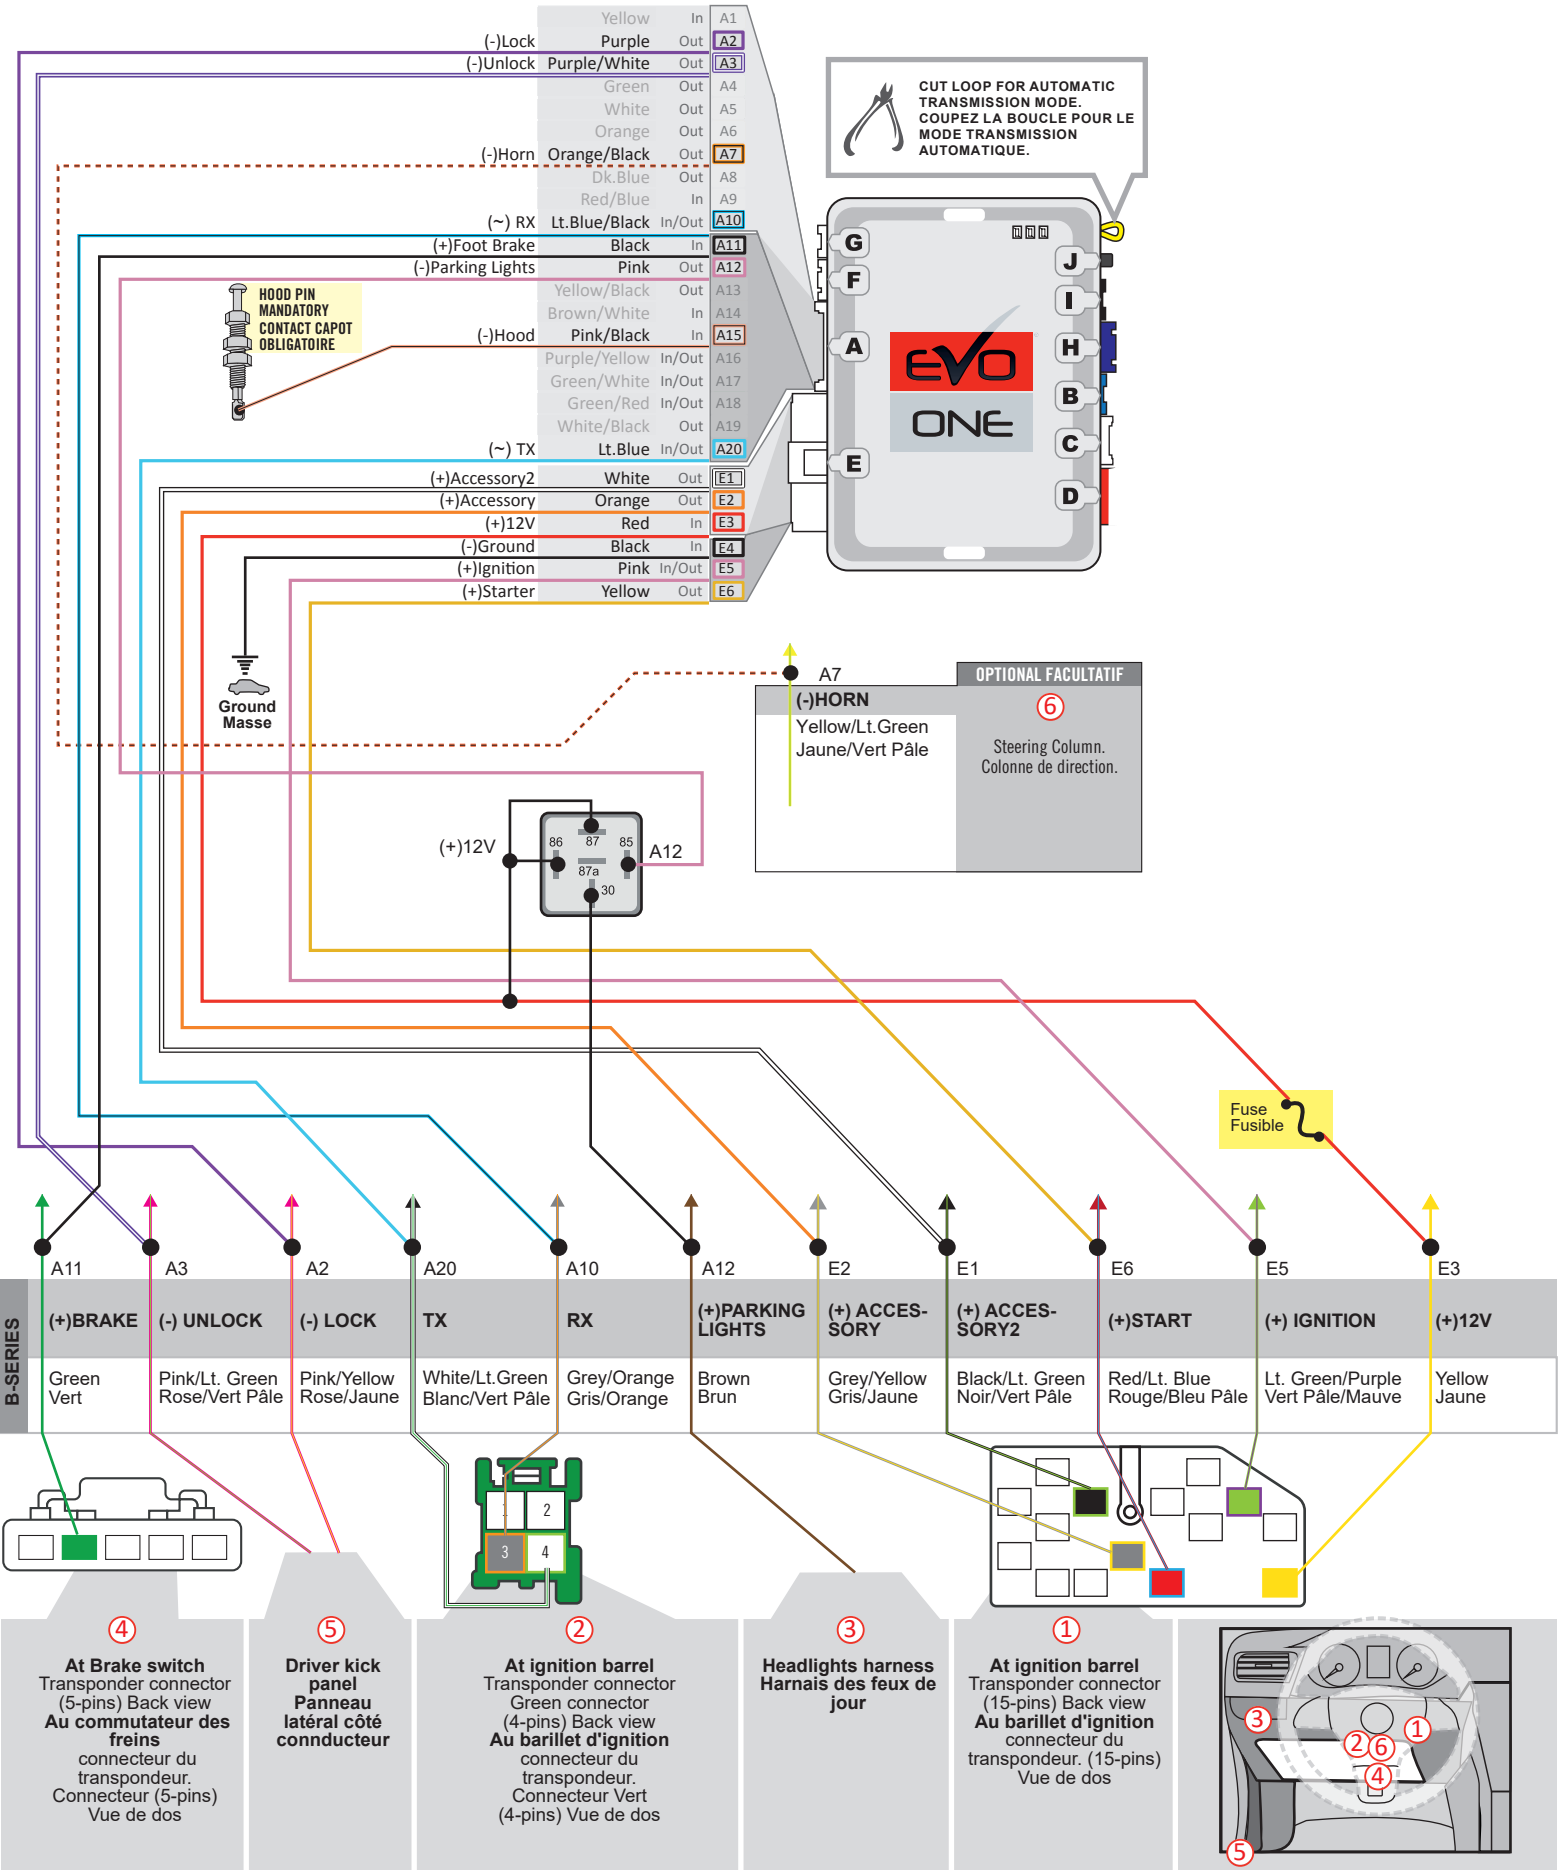 Yellow In A1
(-)Lock Purple Out A2
(-)Unlock Purple/White Out A3
Green Out A4
White Out A5
Orange Out A6
(-)Horn Orange/Black Out A7
Dk.Blue Out A8
Red/Blue In A9
(~) RX Lt.Blue/Black In/Out A10
(+)Foot Brake Black In A11
(-)Parking Lights Pink Out A12
Yellow/Black Out A13
Brown/White In A14
(-)Hood Pink/Black In A15
Purple/Yellow In/Out A16
Green/White In/Out A17
Green/Red In/Out A18
White/Black Out A19
(~) TX Lt.Blue In/Out A20
(+)Accessory2 White Out E1
(+)Accessory Orange Out E2
(+)12V Red In E3
(-)Ground Black In E4
(+)Ignition Pink In/Out E5
(+)Starter Yellow Out E6
CUT LOOP FOR AUTOMATIC
TRANSMISSION MODE.
COUPEZ LA BOUCLE POUR LE
MODE TRANSMISSION
AUTOMATIQUE.
HOOD PIN
MANDATORY
CONTACT CAPOT
OBLIGATOIRE
G
F
A
E
J
I
H
B
C
D
EVO
ONE
Ground
Masse
A7
OPTIONAL FACULTATIF
(-)HORN
6
Yellow/Lt.Green
Jaune/Vert Pâle
Steering Column.
Colonne de direction.
(+)12V
86
87
85
A12
87a
30
Fuse
Fusible
A11
A3
A2
A20
A10
A12
E2
E1
E6
E5
E3
B-SERIES
(+)BRAKE
(-) UNLOCK
(-) LOCK
TX
RX
(+)PARKING
LIGHTS
(+) ACCES-
SORY
(+) ACCES-
SORY2
(+)START
(+) IGNITION
(+)12V
Green
Vert
Pink/Lt. Green
Rose/Vert Pâle
Pink/Yellow
Rose/Jaune
White/Lt.Green
Blanc/Vert Pâle
Grey/Orange
Gris/Orange
Brown
Brun
Grey/Yellow
Gris/Jaune
Black/Lt. Green
Noir/Vert Pâle
Red/Lt. Blue
Rouge/Bleu Pâle
Lt. Green/Purple
Vert Pâle/Mauve
Yellow
Jaune
1
2
3
4
4
At Brake switch
Transponder connector
(5-pins) Back view
Au commutateur des
freins
connecteur du
transpondeur.
Connecteur (5-pins)
Vue de dos
5
Driver kick
panel
Panneau
latéral côté
connducteur
2
At ignition barrel
Transponder connector
Green connector
(4-pins) Back view
Au barillet d'ignition
connecteur du
transpondeur.
Connecteur Vert
(4-pins) Vue de dos
3
Headlights harness
Harnais des feux de
jour
1
At ignition barrel
Transponder connector
(15-pins) Back view
Au barillet d'ignition
connecteur du
transpondeur. (15-pins)
Vue de dos
3
1
2
6
4
5